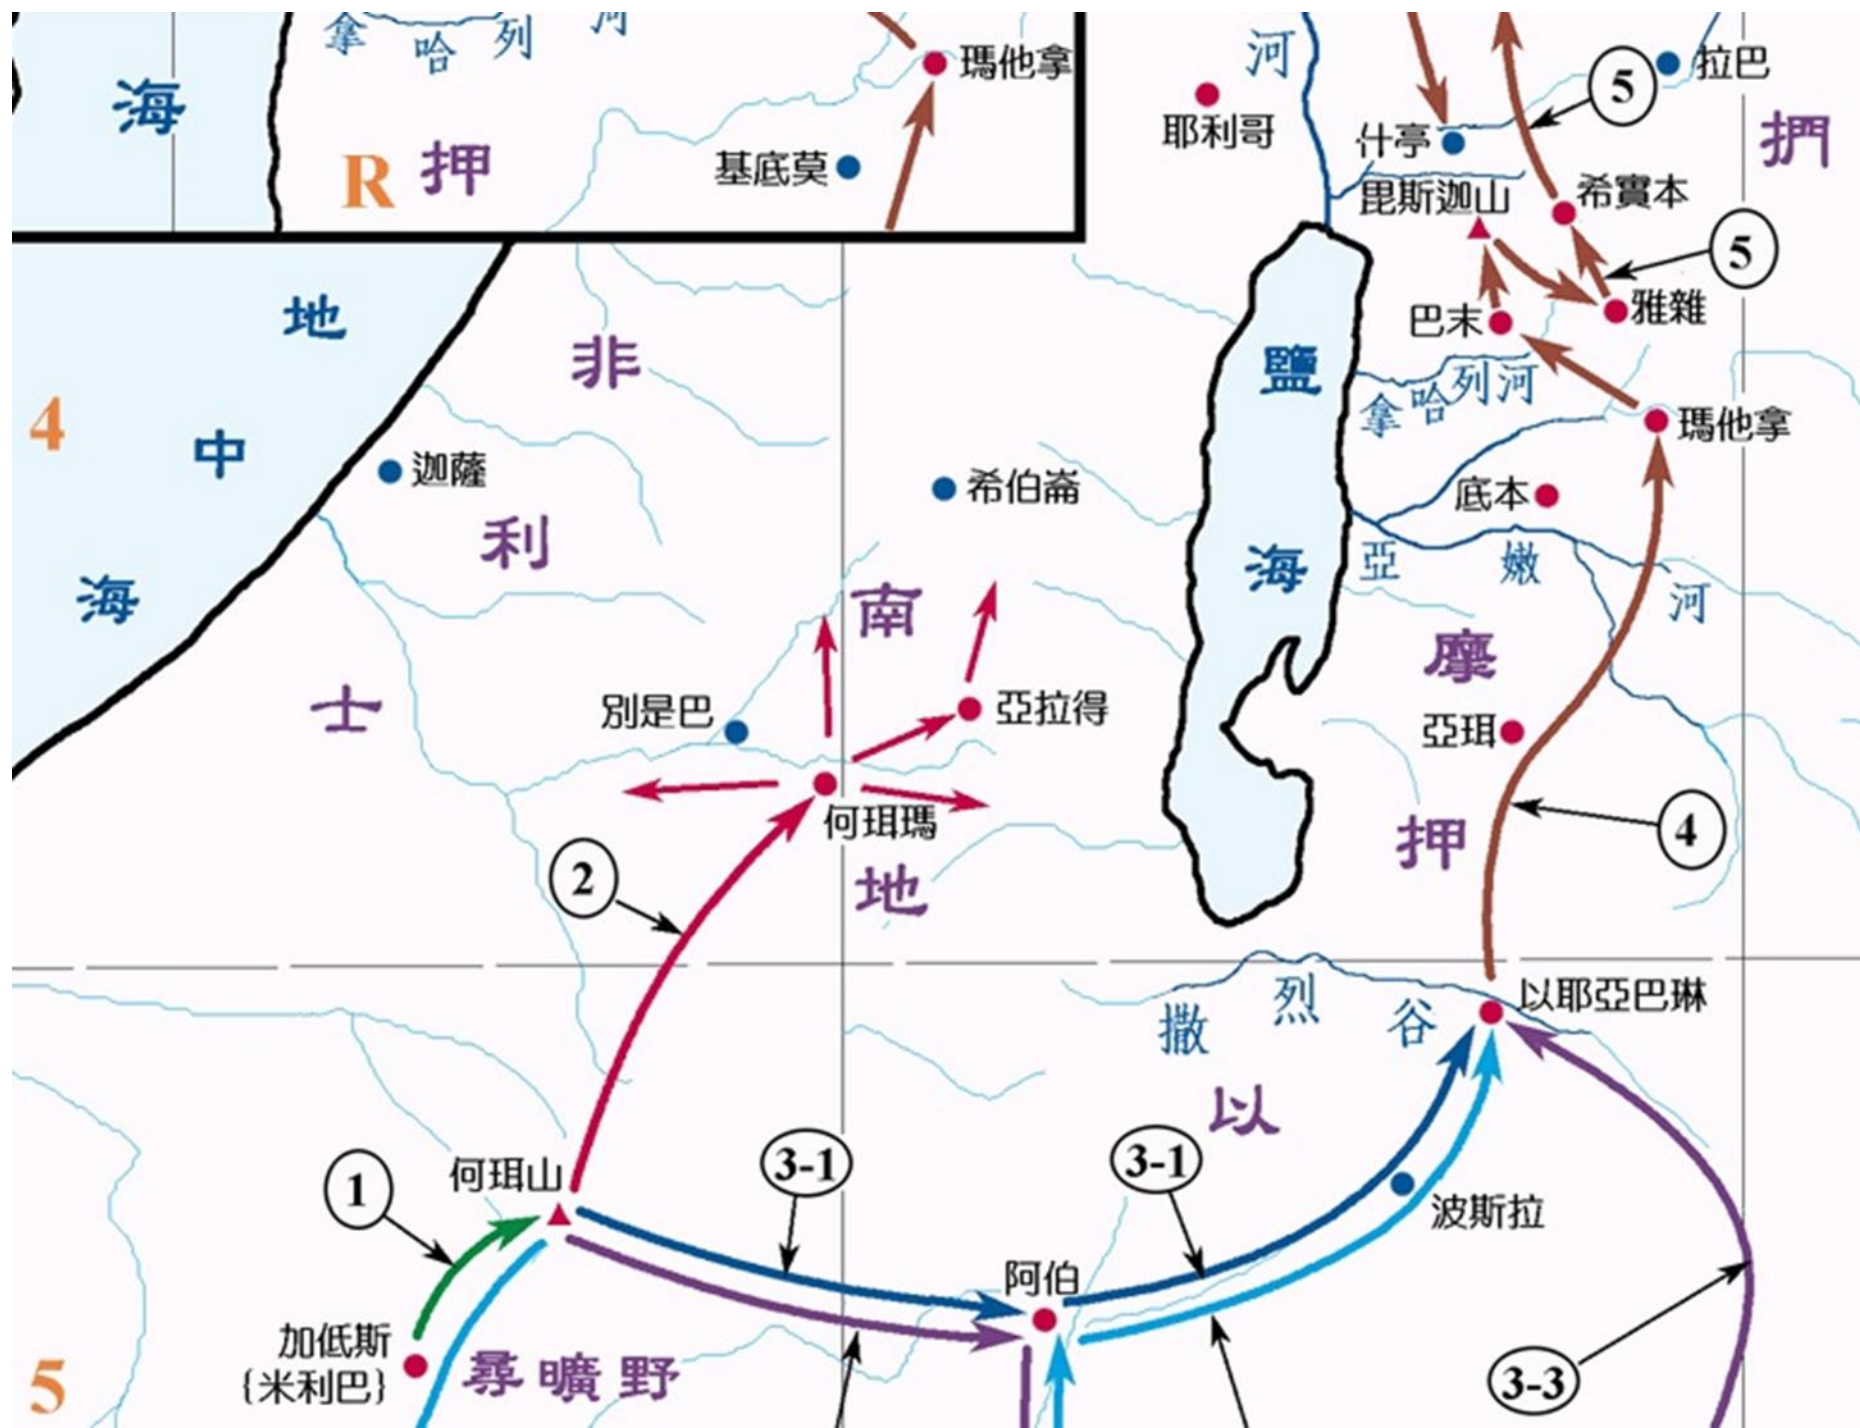 拿哈列河
瑪他拿
海
R
押
基底莫
河
拉巴
5
耶利哥
什亭
捫
毘斯迦山
希實本
5
地
巴末
雅雜
非
鹽
拿哈列河
4
中
迦薩
希伯崙
瑪他拿
底本
利
海
亞嫩河
海
南
摩
士
別是巴
亞拉得
亞珥
何珥瑪
押
4
2
地
以耶亞巴琳
撒烈谷
以
何珥山
3-1
3-1
1
波斯拉
阿伯
加低斯
{米利巴}
尋曠野
3-3
5